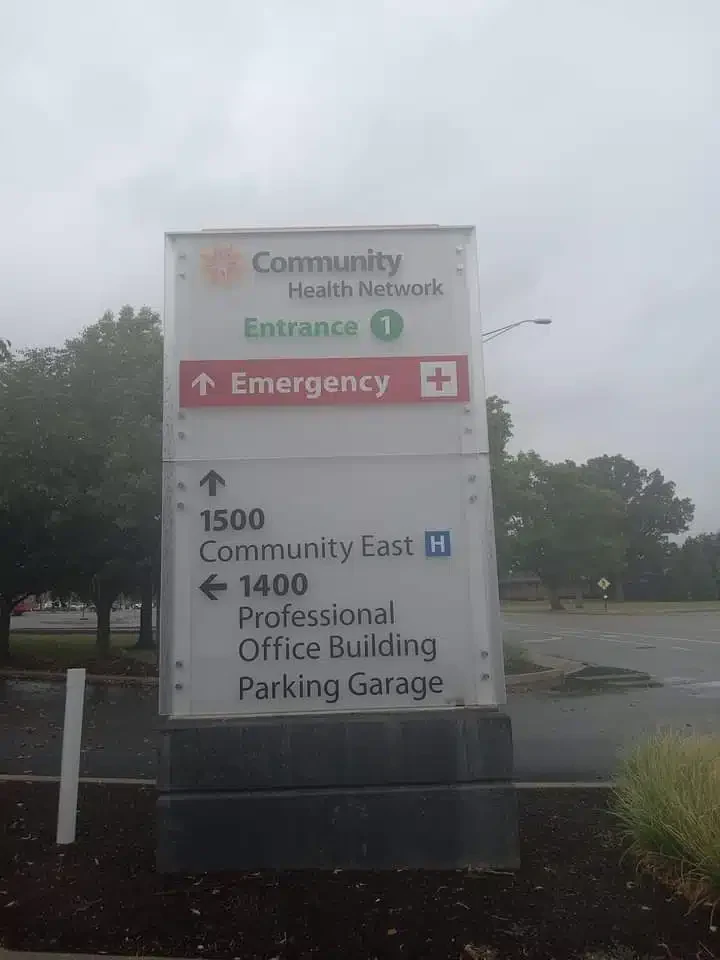 Community
Health Network
Entrance 1
Emergency
1500
Community East H
1400
Professional
Office Building
Parking Garage